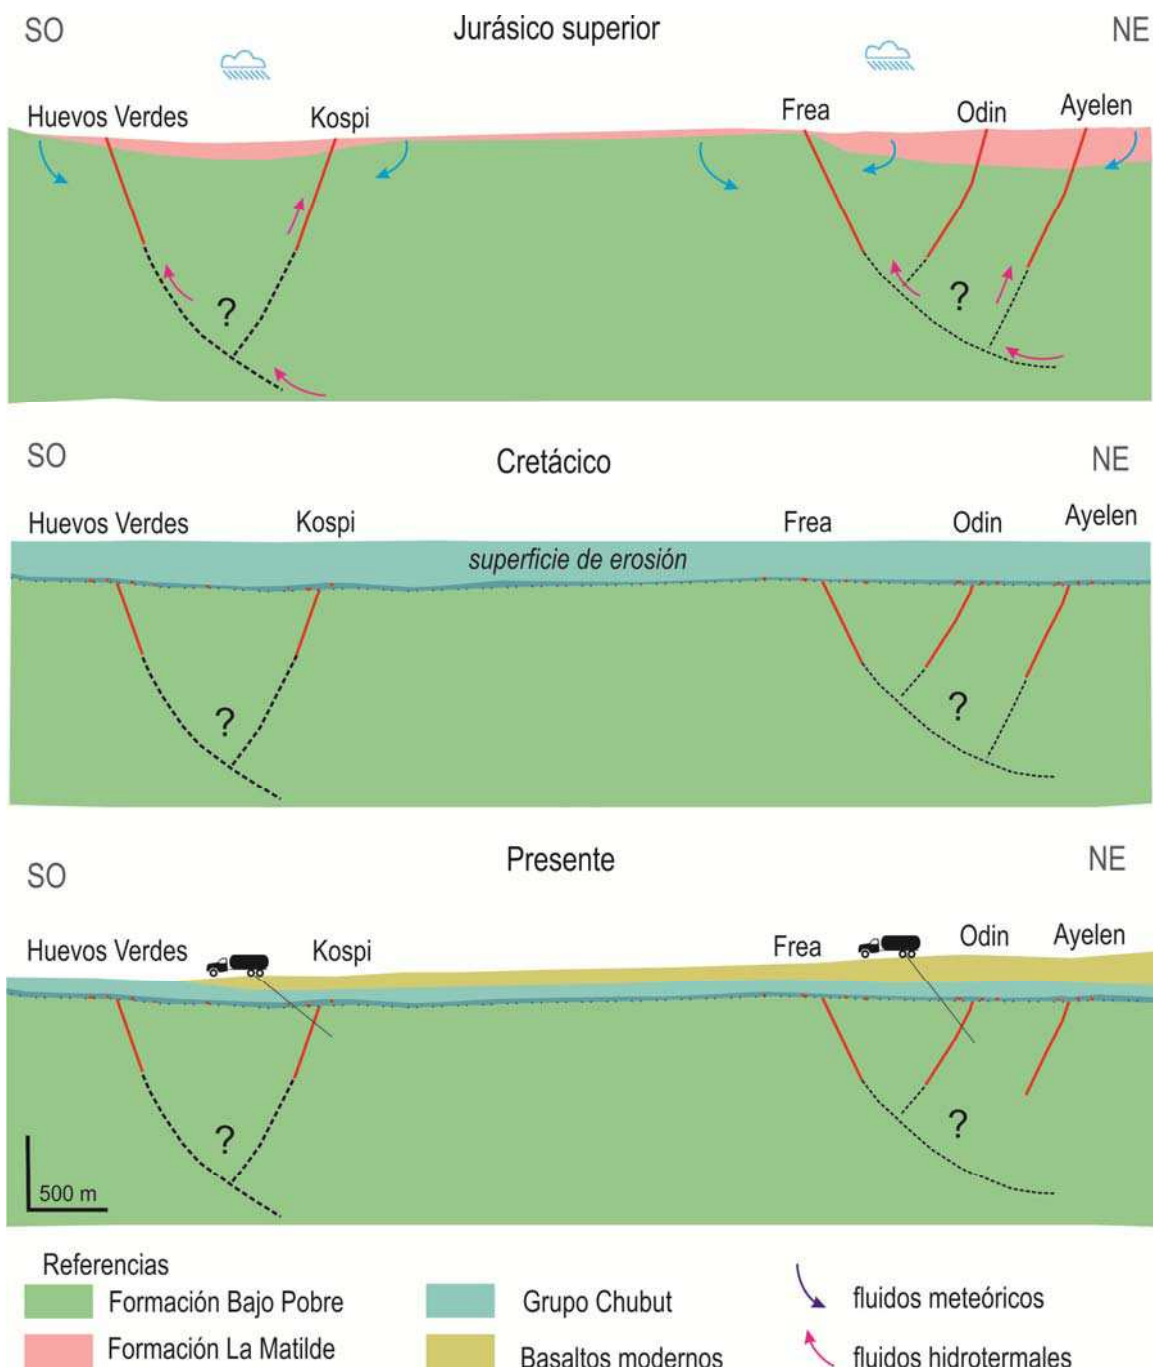 SO Jurásico superior NE
Huevos Verdes Kospi Frea Odin Ayelen
? ?
SO Cretácico NE
Huevos Verdes Kospi Frea Odin Ayelen
superficie de erosión
? ?
SO Presente NE
Huevos Verdes Kospi Frea Odin Ayelen
? ?
500 m
Referencias
Formación Bajo Pobre Grupo Chubut fluidos meteóricos
Formación La Matilde Basaltos modernos fluidos hidrotermales